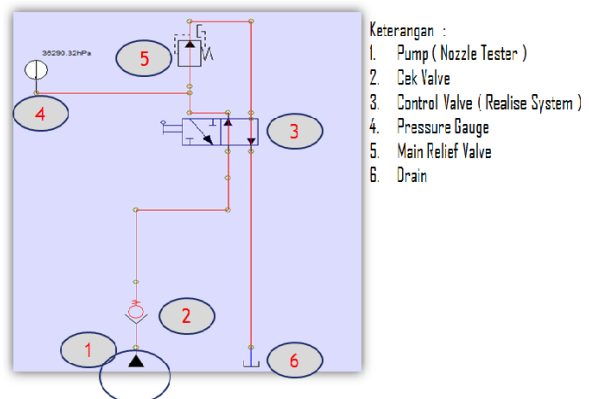 36290.32hPa
5
4
3
2
1
6
Keterangan :
1. Pump ( Nozzle Tester )
2. Cek Valve
3. Control Valve ( Realise System )
4. Pressure Gauge
5. Main Relief Valve
6. Drain